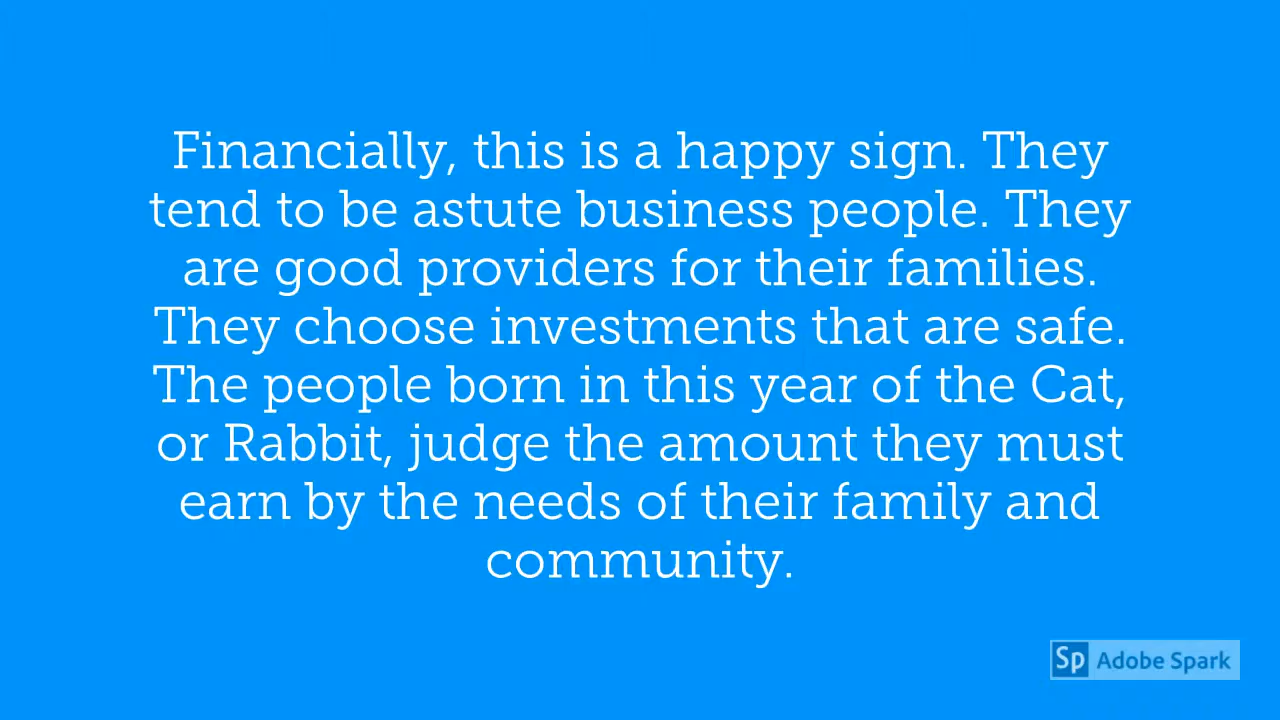 Financially, this is a happy sign. They
tend to be astute business people. They
are good providers for their families.
They choose investments that are safe.
The people born in this year of the Cat,
or Rabbit, judge the amount they must
earn by the needs of their family and
community.
Sp Adobe Spark